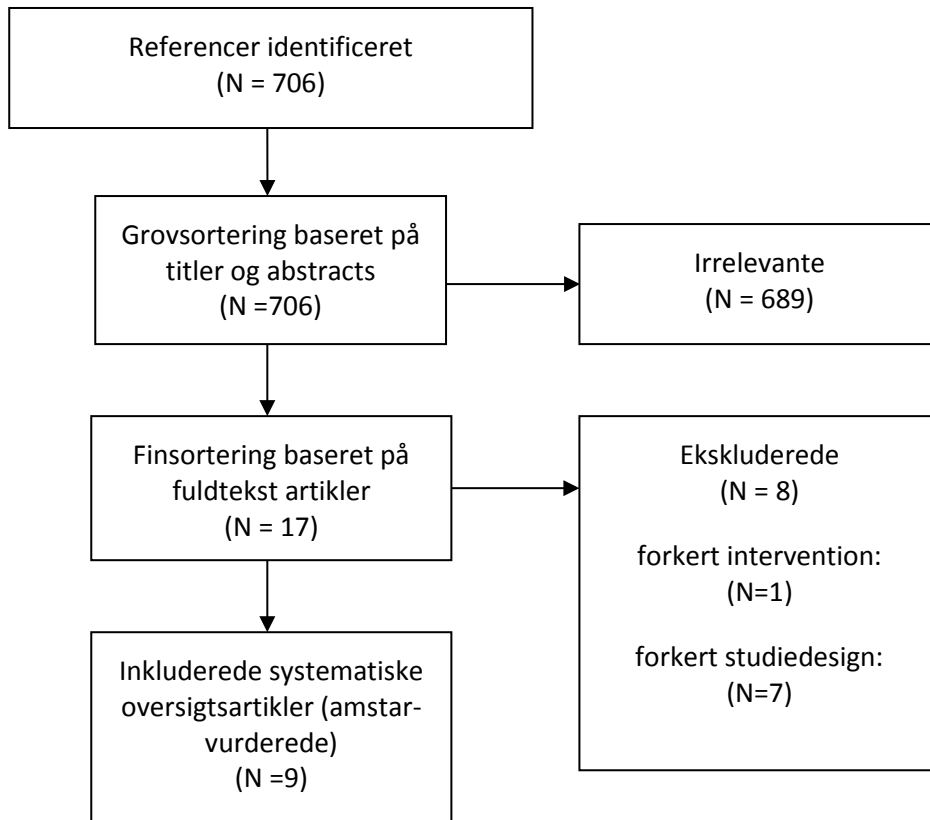 Referencer identificeret
(N = 706)
Grovsortering baseret på
titler og abstracts
(N =706)
Irrelevante
(N = 689)
Finsortering baseret på
fuldtekst artikler
(N = 17)
Ekskluderede
(N = 8)
forkert intervention:
(N=1)
forkert studiedesign:
(N=7)
Inkluderede systematiske
oversigtsartikler (amstar-
vurderede)
(N =9)